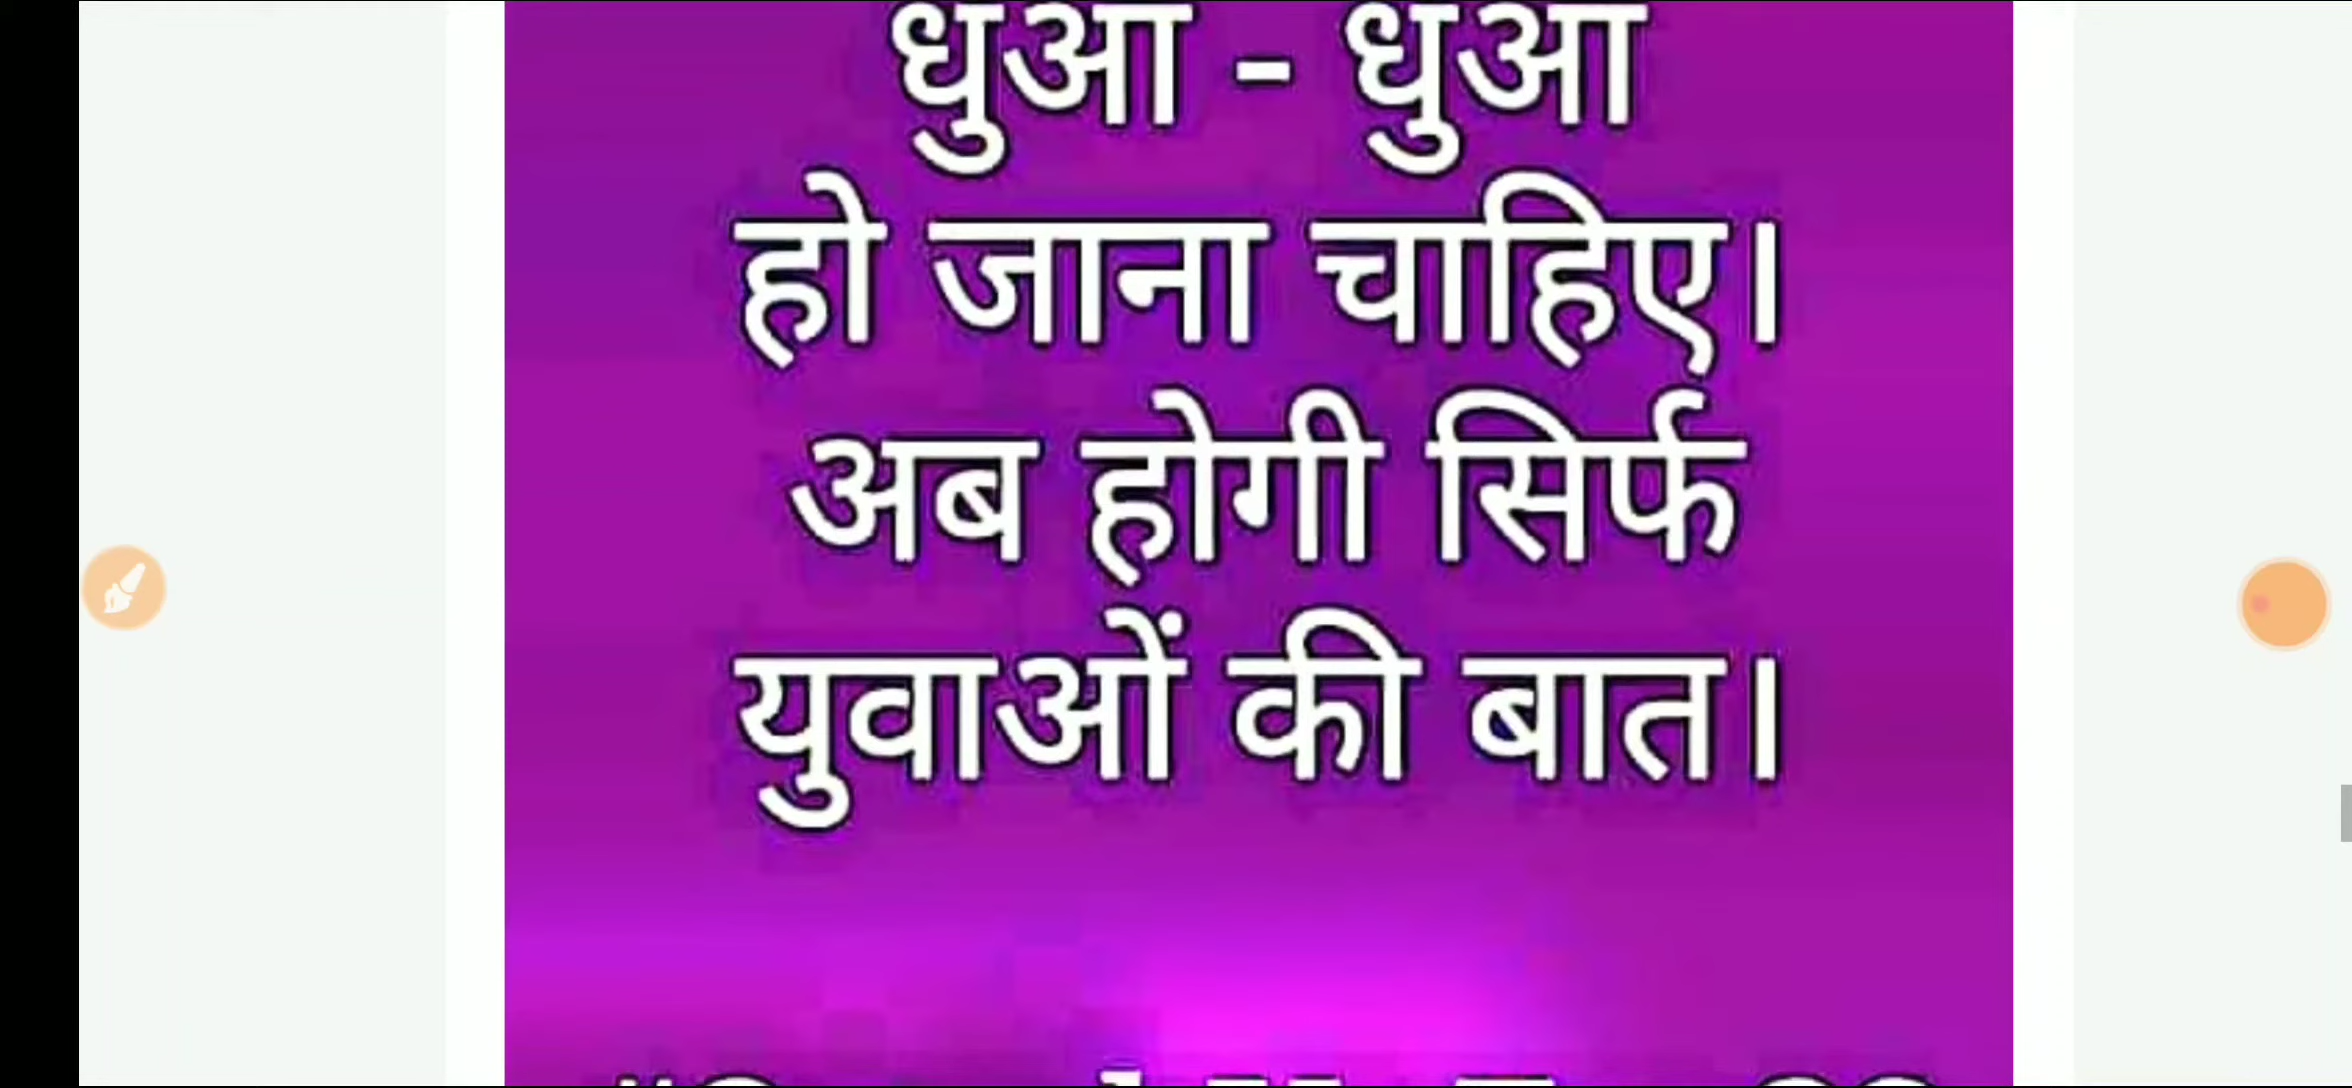 धुआ - धुआ
हो जाना चाहिए।
अब होगी सिर्फ
युवाओं की बात।